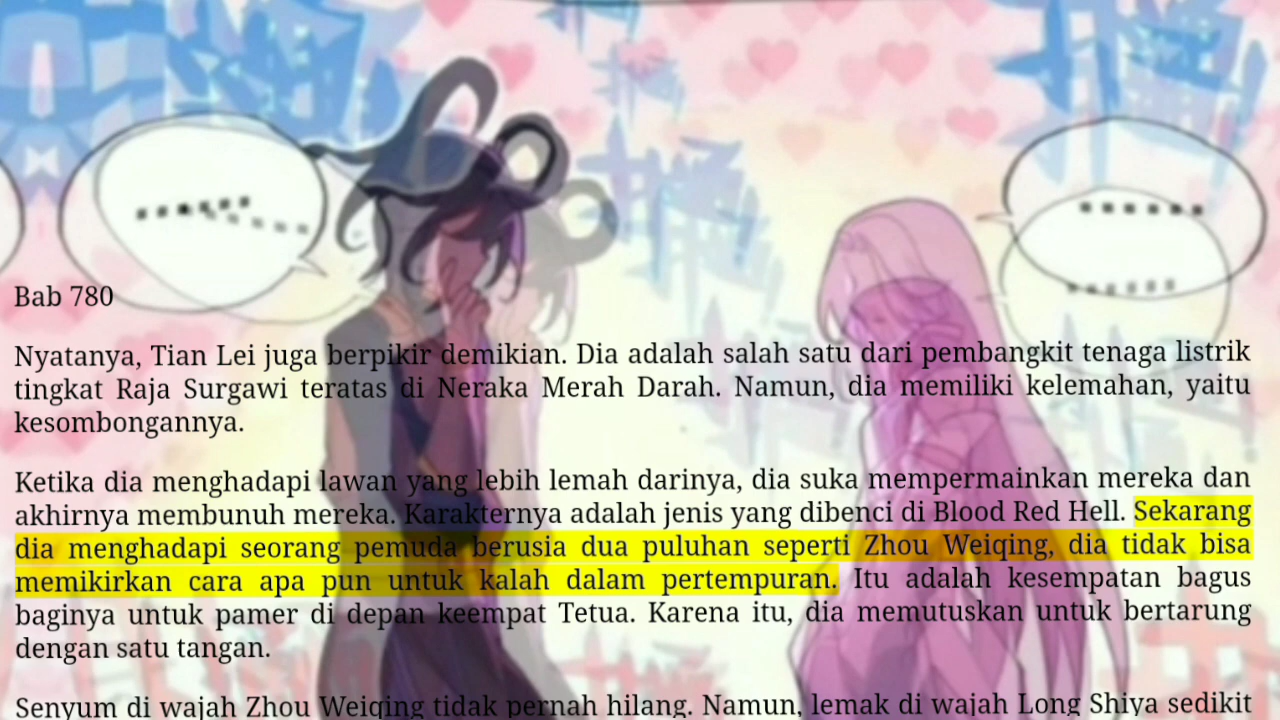 Bab 780
Nyatanya, Tian Lei juga berpikir demikian. Dia adalah salah satu dari pembangkit tenaga listrik
tingkat Raja Surgawi teratas di Neraka Merah Darah. Namun, dia memiliki kelemahan, yaitu
kesombongannya.
Ketika dia menghadapi lawan yang lebih lemah darinya, dia suka mempermainkan mereka dan
akhirnya membunuh mereka. Karakternya adalah jenis yang dibenci di Blood Red Hell. Sekarang
dia menghadapi seorang pemuda berusia dua puluhan seperti Zhou Weiqing, dia tidak bisa
memikirkan cara apa pun untuk kalah dalam pertempuran. Itu adalah kesempatan bagus
baginya untuk pamer di depan keempat Tetua. Karena itu, dia memutuskan untuk bertarung
dengan satu tangan.
Senyum di wajah Zhou Weiqing tidak pernah hilang. Namun, lemak di wajah Long Shiya sedikit